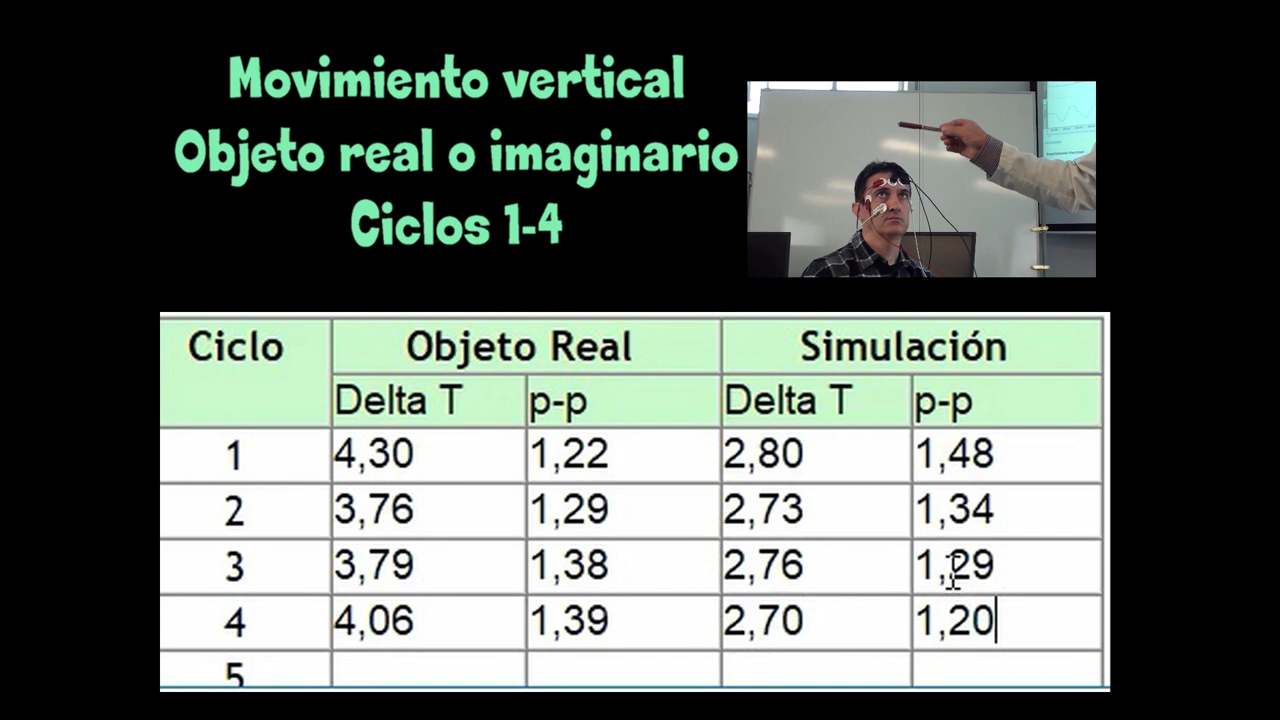 Movimiento vertical
Objeto real o imaginario
Ciclos 1-4
Ciclo Objeto Real Simulación
Delta T p-p Delta T p-p
1 4,30 1,22 2,80 1,48
2 3,76 1,29 2,73 1,34
3 3,79 1,38 2,76 1,29
4 4,06 1,39 2,70 1,20
5